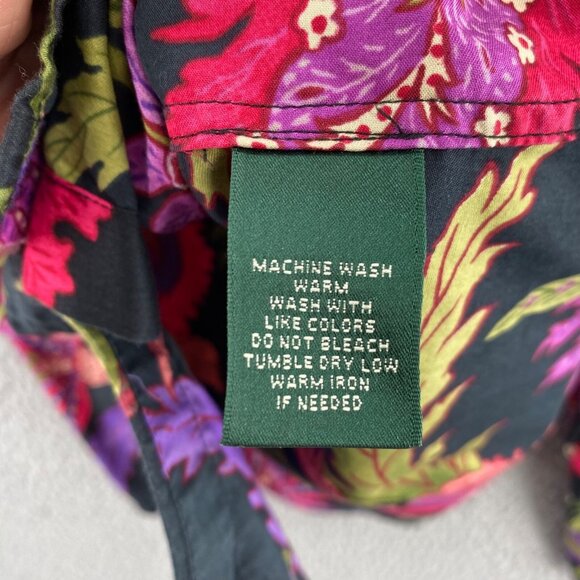 MACHINE WASH
WARM
WASH WITH
LIKE COLORS
DO NOT BLEACH
TUMBLE DRY LOW
WARM IRON
IF NEEDED